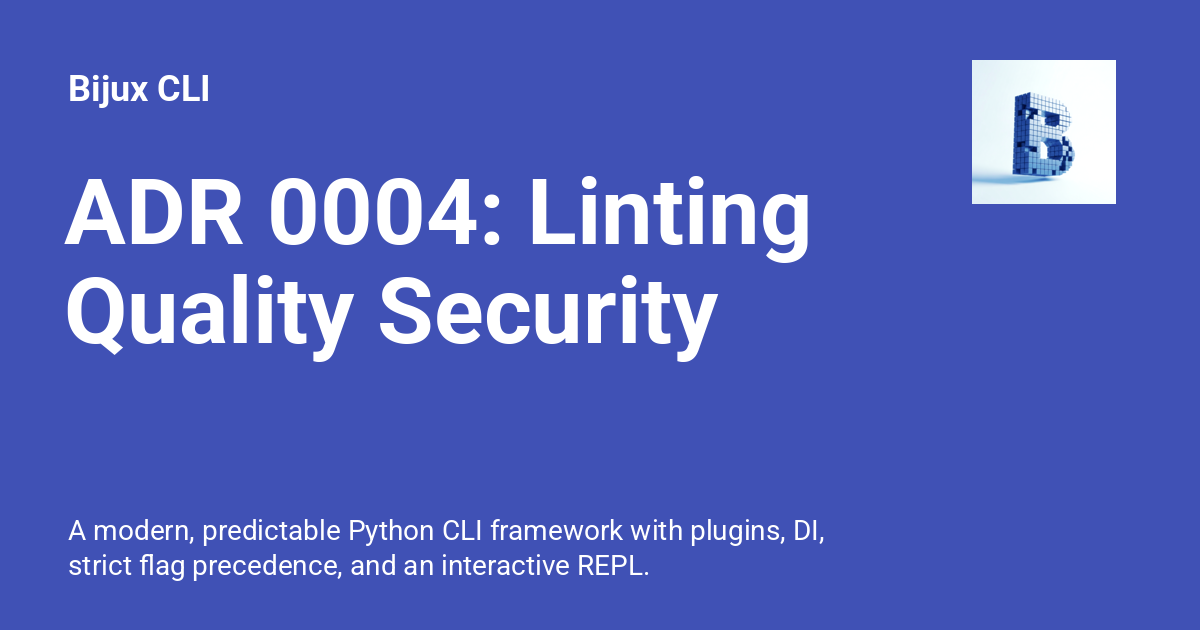 Bijux CLI
B
ADR 0004: Linting
Quality Security
A modern, predictable Python CLI framework with plugins, DI,
strict flag precedence, and an interactive REPL.